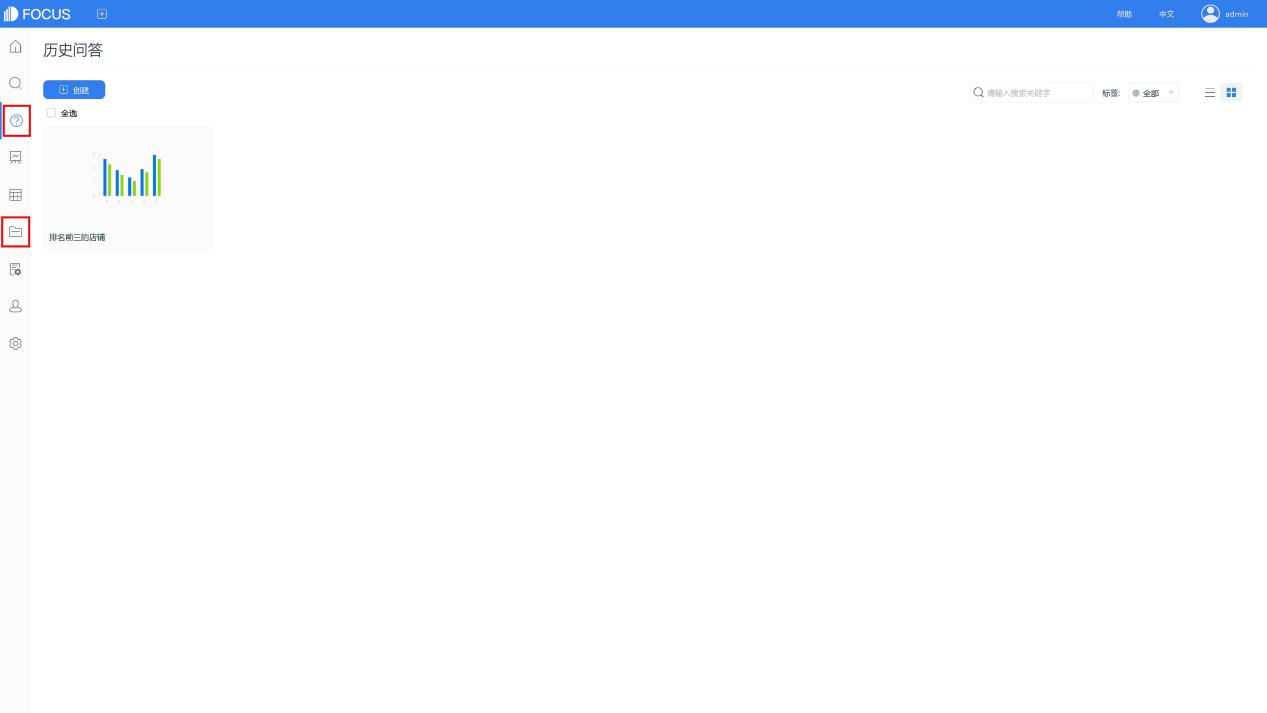 FOCUS
帮助
中文
admin
历史问答
创建
请输入搜索关键字
标签:
全部
全选
排名前三的店铺